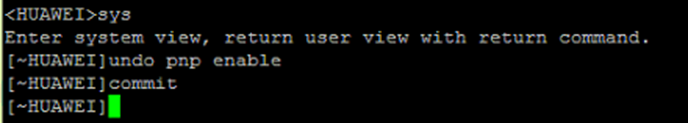 <HUAWEI>sys
Enter system view, return user view with return command.
[~HUAWEI]undo pnp enable
[~HUAWEI]commit
[~HUAWEI]